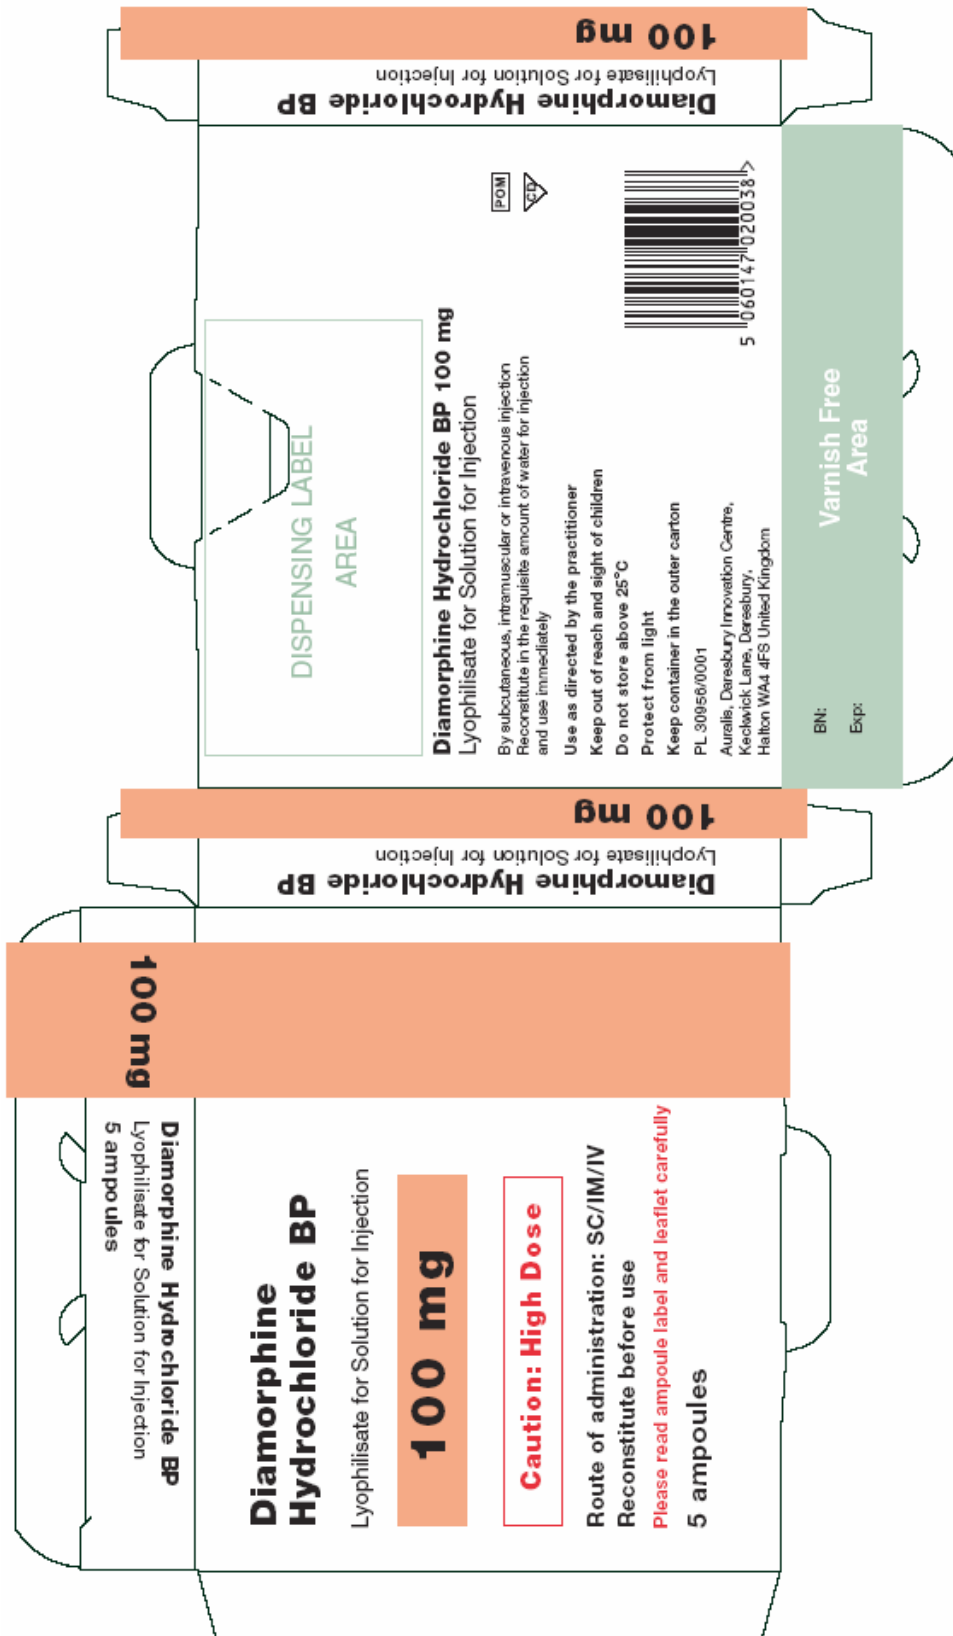 100 mg
Lyophilisate for Solution for Injection
Diamorphine Hydrochloride BP
DISPENSING LABEL
AREA
Diamorphine Hydrochloride BP 100 mg
Lyophilisate for Solution for Injection
By subcutaneous, intramuscular or intravenous injection
Reconstitute in the requisite amount of water for injection
and use immediately
Use as directed by the practitioner
Keep out of reach and sight of children
Do not store above 25°C
Protect from light
Keep container in the outer carton
PL 30956/0001
Auralis, Daresbury Innovation Centre,
Keckwick Lane, Daresbury,
Halton WA4 4FS United Kingdom
POM
CD
5 060147 020038 >
Varnish Free
Area
BN:
Exp:
100 mg
Lyophilisate for Solution for Injection
Diamorphine Hydrochloride BP
100 mg
Diamorphine Hydrochloride BP
Lyophilisate for Solution for Injection
5 ampoules
Diamorphine
Hydrochloride BP
Lyophilisate for Solution for Injection
100 mg
Caution: High Dose
Route of administration: SC/IM/IV
Reconstitute before use
Please read ampoule label and leaflet carefully
5 ampoules